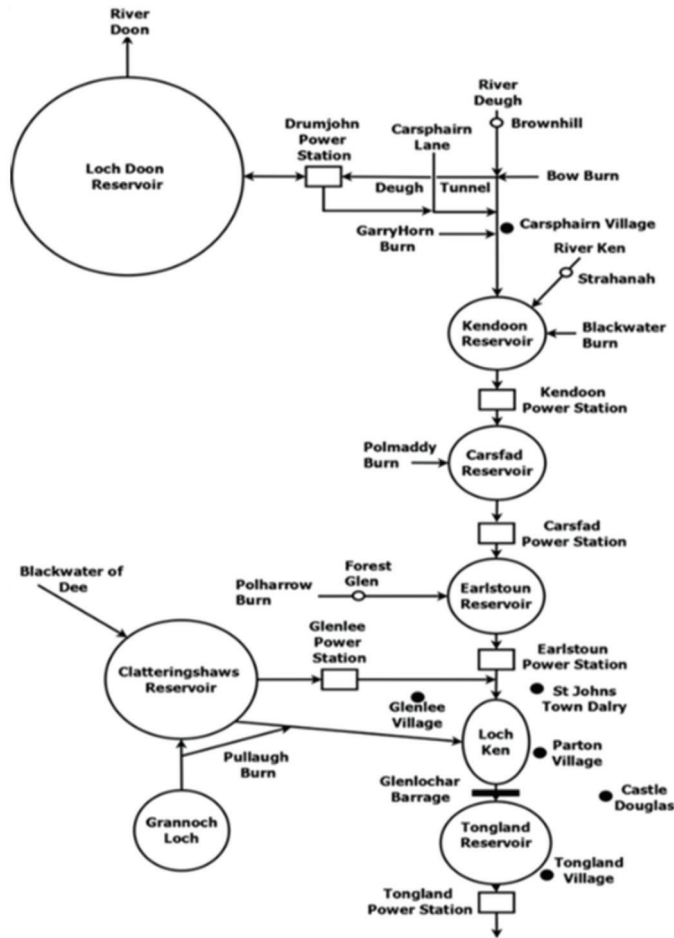 River
Doon
River
Deugh
Brownhill
Drumjohn
Power
Station
Carsphairn
Lane
Loch Doon
Reservoir
Deugh
Tunnel
Bow Burn
GarryHorn
Burn
Carsphairn Village
River Ken
Strahanah
Kendoon
Reservoir
Blackwater
Burn
Kendoon
Power Station
Polmaddy
Burn
Carsfad
Reservoir
Carsfad
Power Station
Blackwater of
Dee
Forest
Glen
Polharrow
Burn
Earlstoun
Reservoir
Glenlee
Power
Station
Earlstoun
Power Station
Clatteringshaws
Reservoir
Glenlee
Village
St Johns
Town Dalry
Loch
Ken
Parton
Village
Pullaugh
Burn
Glenlochar
Barrage
Castle
Douglas
Grannoch
Loch
Tongland
Reservoir
Tongland
Village
Tongland
Power Station